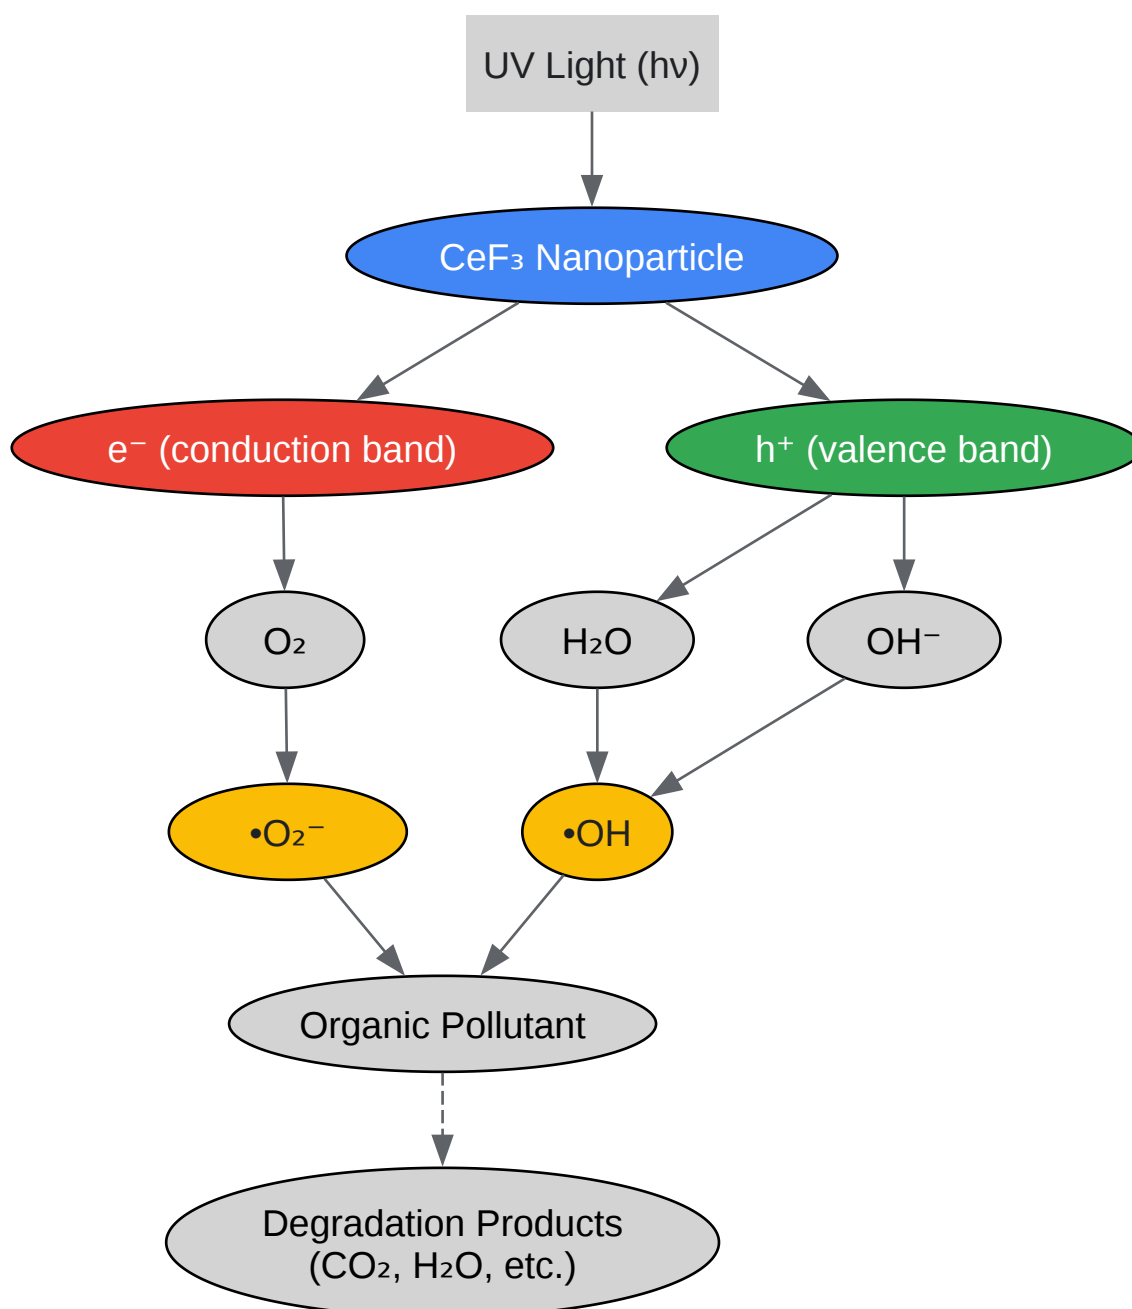 UV Light (hν)
CeF₃ Nanoparticle
e⁻ (conduction band)
h⁺ (valence band)
O₂
H₂O
OH⁻
•O₂⁻
•OH
Organic Pollutant
Degradation Products
(CO₂, H₂O, etc.)